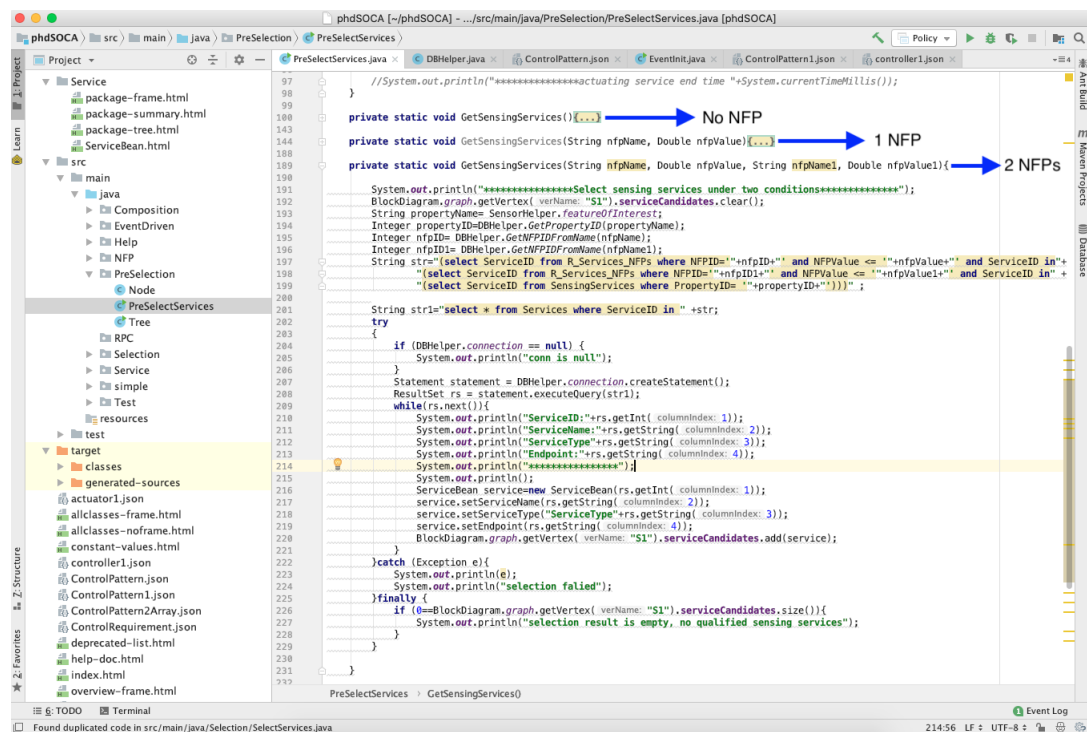 phdSOCA [~/phdSOCA] - .../src/main/java/PreSelection/PreSelectServices.java [phdSOCA]
phdSOCA src main java PreSelection PreSelectServices
Policy
Project
PreSelectServices.java DBHelper.java ControlPattern.json EventInit.java ControlPattern1.json controller1.json
1: Project
Learn
Z: Structure
2: Favorites
Service
package-frame.html
package-summary.html
package-tree.html
ServiceBean.html
src
main
java
Composition
EventDriven
Help
NFP
PreSelection
Node
PreSelectServices
Tree
RPC
Selection
Service
simple
Test
resources
test
target
classes
generated-sources
actuator1.json
allclasses-frame.html
allclasses-noframe.html
constant-values.html
controller1.json
ControlPattern.json
ControlPattern1.json
ControlPattern2Array.json
ControlRequirement.json
deprecated-list.html
help-doc.html
index.html
overview-frame.html
97 //System.out.println("****************actuating service end time "+System.currentTimeMillis());
98 }
99
100 private static void GetSensingServices(){...} No NFP
143
144 private static void GetSensingServices(String nfpName, Double nfpValue){...} 1 NFP
188
189 private static void GetSensingServices(String nfpName, Double nfpValue, String nfpName1, Double nfpValue1){ 2 NFPs
190
191 System.out.println("*****************Select sensing services under two conditions***************");
192 BlockDiagram.graph.getVertex( verName: "S1").serviceCandidates.clear();
193 String propertyName= SensorHelper.featureOfInterest;
194 Integer propertyID=DBHelper.GetPropertyID(propertyName);
195 Integer nfpID= DBHelper.GetNFPIDFromName(nfpName);
196 Integer nfpID1= DBHelper.GetNFPIDFromName(nfpName1);
197 String str="(select ServiceID from R_Services_NFPs where NFPID='"+nfpID+"' and NFPValue <= '"+nfpValue+"' and ServiceID in"+
198 "(select ServiceID from R_Services_NFPs where NFPID='"+nfpID1+"' and NFPValue <= '"+nfpValue1+"' and ServiceID in" +
199 "(select ServiceID from SensingServices where PropertyID= '"+propertyID+"')))" ;
200
201 String str1="select * from Services where ServiceID in " +str;
202 try
203 {
204 if (DBHelper.connection == null) {
205 System.out.println("conn is null");
206 }
207 Statement statement = DBHelper.connection.createStatement();
208 ResultSet rs = statement.executeQuery(str1);
209 while(rs.next()){
210 System.out.println("ServiceID:"+rs.getInt( columnIndex: 1));
211 System.out.println("ServiceName:"+rs.getString( columnIndex: 2));
212 System.out.println("ServiceType"+rs.getString( columnIndex: 3));
213 System.out.println("Endpoint:"+rs.getString( columnIndex: 4));
214 System.out.println("*****************");
215 System.out.println();
216 ServiceBean service=new ServiceBean(rs.getInt( columnIndex: 1));
217 service.setServiceName(rs.getString( columnIndex: 2));
218 service.setServiceType("ServiceType"+rs.getString( columnIndex: 3));
219 service.setEndpoint(rs.getString( columnIndex: 4));
220 BlockDiagram.graph.getVertex( verName: "S1").serviceCandidates.add(service);
221 }
222 }catch (Exception e){
223 System.out.println(e);
224 System.out.println("selection falied");
225 }finally {
226 if (0==BlockDiagram.graph.getVertex( verName: "S1").serviceCandidates.size()){
227 System.out.println("selection result is empty, no qualified sensing services");
228 }
229 }
230
231 }
232
Ant Build
Maven Projects
Database
PreSelectServices GetSensingServices()
6: TODO Terminal
1 Event Log
Found duplicated code in src/main/java/Selection/SelectServices.java
214:56 LF UTF-8